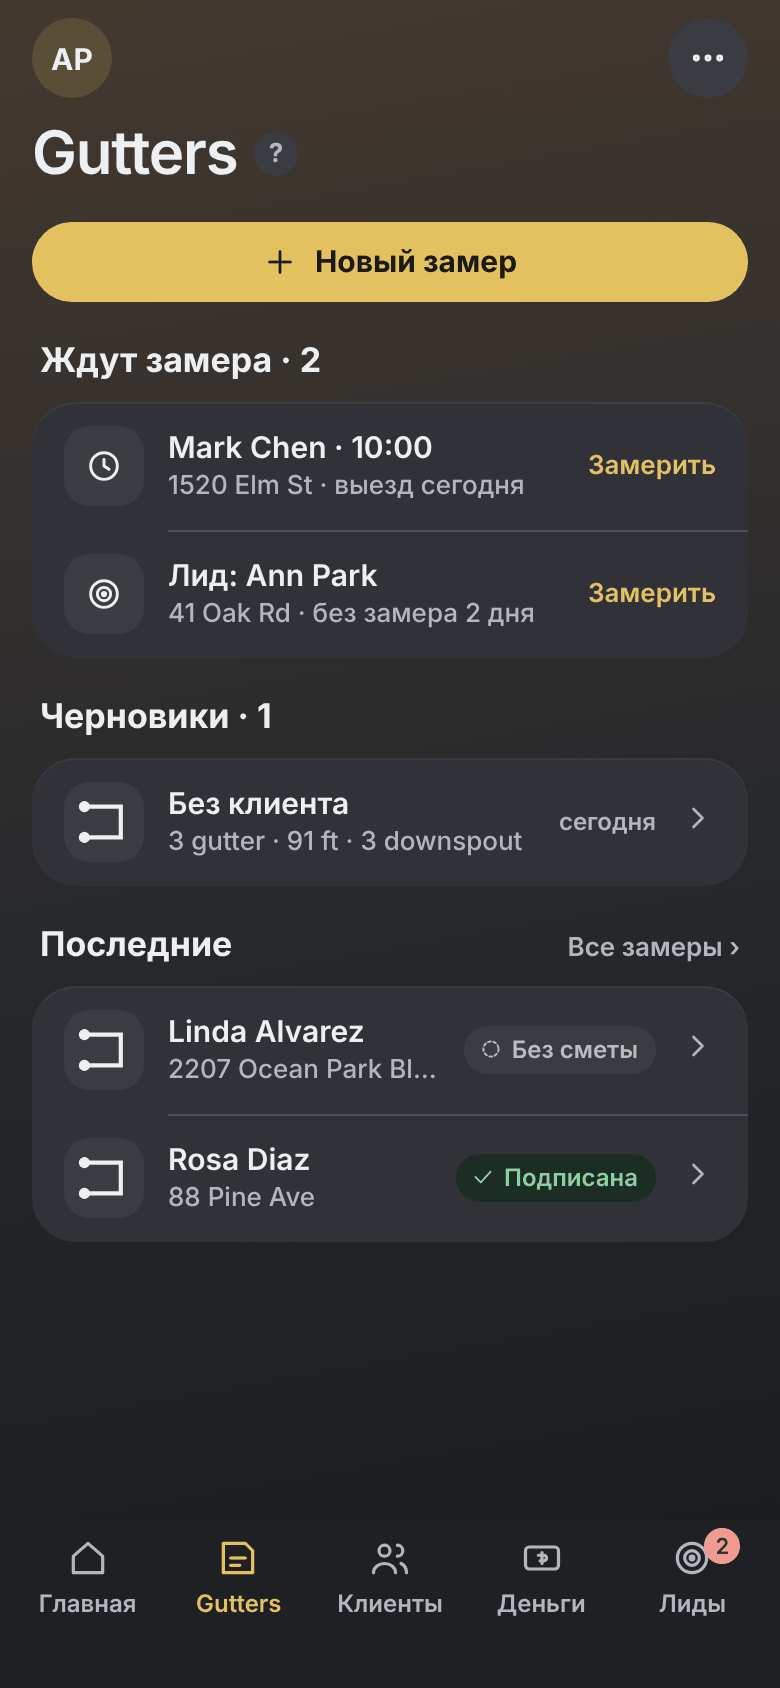 AP
Gutters ?
Новый замер
Ждут замера · 2
Mark Chen · 10:00
1520 Elm St · выезд сегодня
Замерить
Лид: Ann Park
41 Oak Rd · без замера 2 дня
Замерить
Черновики · 1
Без клиента
3 gutter · 91 ft · 3 downspout
сегодня
Последние
Все замеры ›
Linda Alvarez
2207 Ocean Park Bl...
Без сметы
Rosa Diaz
88 Pine Ave
Подписана
2
Главная
Gutters
Клиенты
Деньги
Лиды